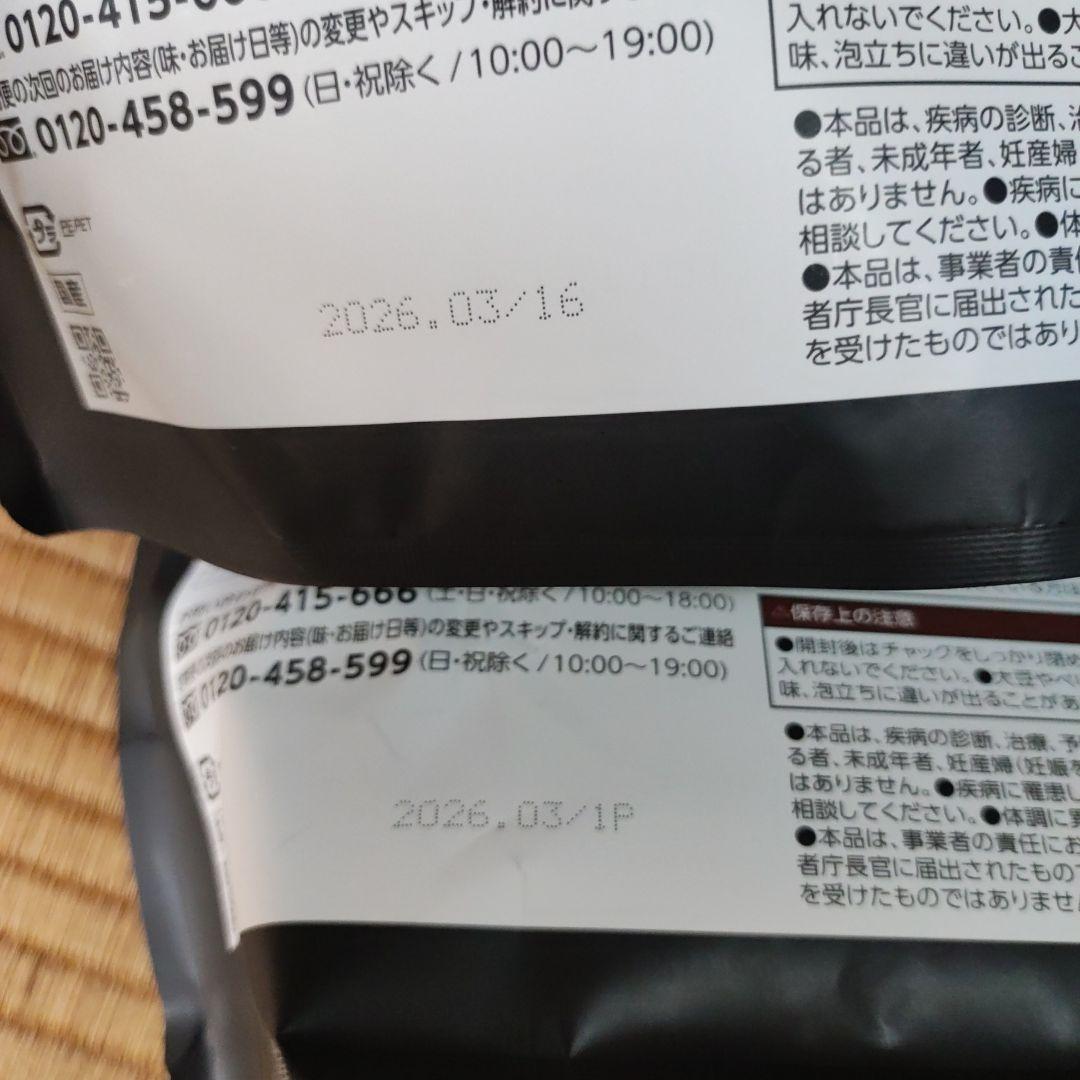 0120-415-6
便の次回のお届け内容(味・お届け日等)の変更やスキップ・解約に関す
0120-458-599 (日・祝除く/10:00〜19:00)
PE,PET
国産
2026.03/16
入れないでください。●大
味、泡立ちに違いが出るこ
●本品は、疾病の診断、治
る者、未成年者、妊産婦
はありません。●疾病に
相談してください。●体
●本品は、事業者の責任
者庁長官に届出された
を受けたものではあり
0120-415-666 (土・日・祝除く/10:00〜18:00)
のお届け内容(味・お届け日等)の変更やスキップ・解約に関するご連絡
0120-458-599 (日・祝除く/10:00〜19:00)
2026.03/1P
保存上の注意
●開封後はチャックをしっかり閉め
入れないでください。●大豆やベ
味、泡立ちに違いが出ることがあ
●本品は、疾病の診断、治療、予
る者、未成年者、妊産婦(妊娠を
はありません。●疾病に罹患し
相談してください。●体調に異
●本品は、事業者の責任にお
者庁長官に届出されたもの
を受けたものではありませ